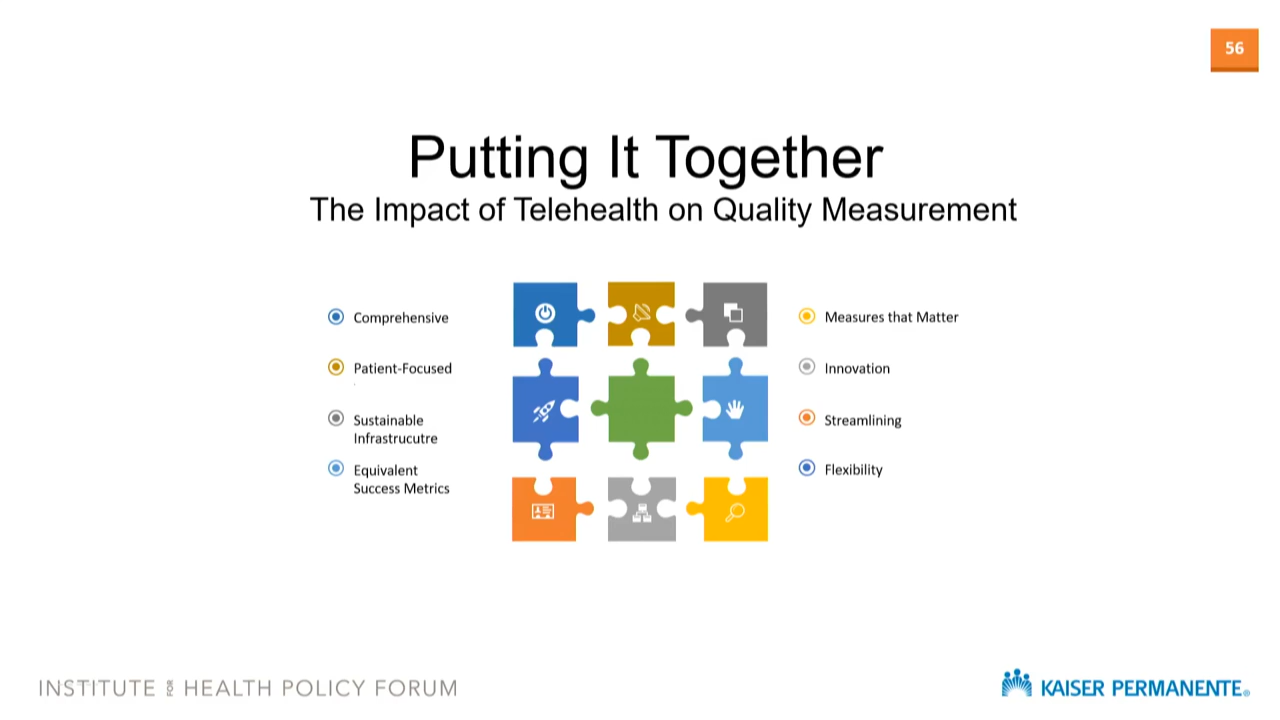 56
Putting It Together
The Impact of Telehealth on Quality Measurement
Comprehensive
Patient-Focused
Sustainable
Infrastrucutre
Equivalent
Success Metrics
Measures that Matter
Innovation
Streamlining
Flexibility
INSTITUTE FOR HEALTH POLICY FORUM
KAISER PERMANENTE®